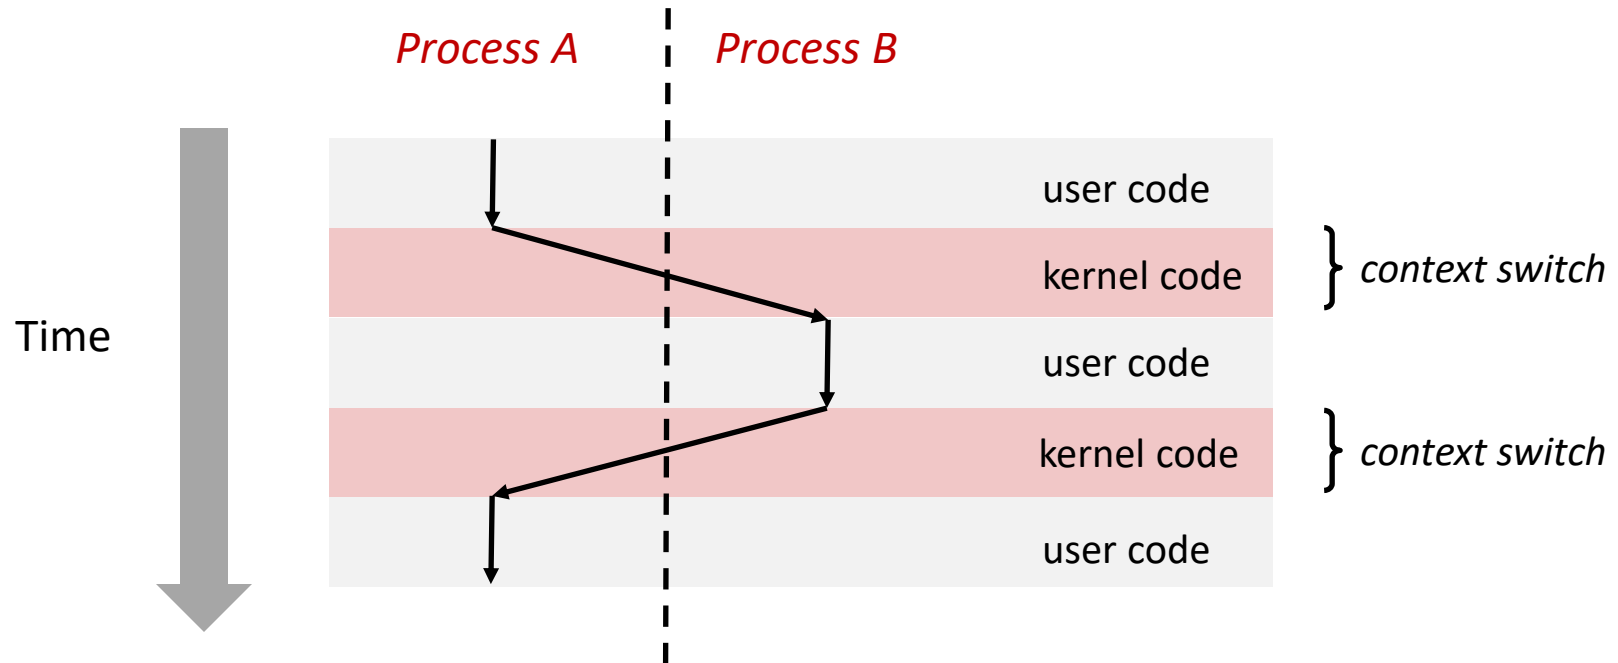 Process A
Process B
user code
kernel code
context switch
Time
user code
kernel code
context switch
user code